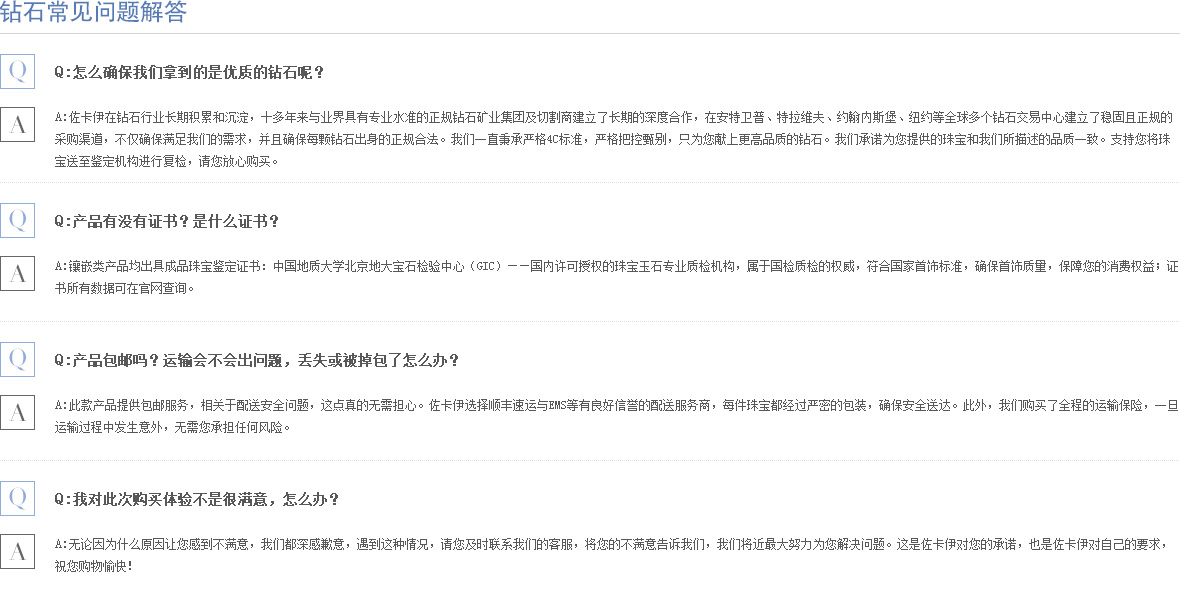 钻石常见问题解答
Q
Q:怎么确保我们拿到的是优质的钻石呢？
A
A:佐卡伊在钻石行业长期积累和沉淀，十多年来与业界具有专业水准的正规钻石矿业集团及切割商建立了长期的深度合作，在安特卫普、特拉维夫、约翰内斯堡、纽约等全球多个钻石交易中心建立了稳固且正规的
采购渠道，不仅确保满足我们的需求，并且确保每颗钻石出身的正规合法。我们一直秉承严格4C标准，严格把控甄别，只为您献上更高品质的钻石。我们承诺为您提供的珠宝和我们所描述的品质一致。支持您将珠
宝送至鉴定机构进行复检，请您放心购买。
Q
Q:产品有没有证书？是什么证书？
A
A:镶嵌类产品均出具成品珠宝鉴定证书：中国地质大学北京地大宝石检验中心（GIC）——国内许可授权的珠宝玉石专业质检机构，属于国检质检的权威，符合国家首饰标准，确保首饰质量，保障您的消费权益；证
书所有数据可在官网查询。
Q
Q:产品包邮吗？运输会不会出问题，丢失或被掉包了怎么办？
A
A:此款产品提供包邮服务，相关于配送安全问题，这点真的无需担心。佐卡伊选择顺丰速运与EMS等有良好信誉的配送服务商，每件珠宝都经过严密的包装，确保安全送达。此外，我们购买了全程的运输保险，一旦
运输过程中发生意外，无需您承担任何风险。
Q
Q:我对此次购买体验不是很满意，怎么办？
A
A:无论因为什么原因让您感到不满意，我们都深感歉意，遇到这种情况，请您及时联系我们的客服，将您的不满意告诉我们，我们将近最大努力为您解决问题。这是佐卡伊对您的承诺，也是佐卡伊对自己的要求，
祝您购物愉快！